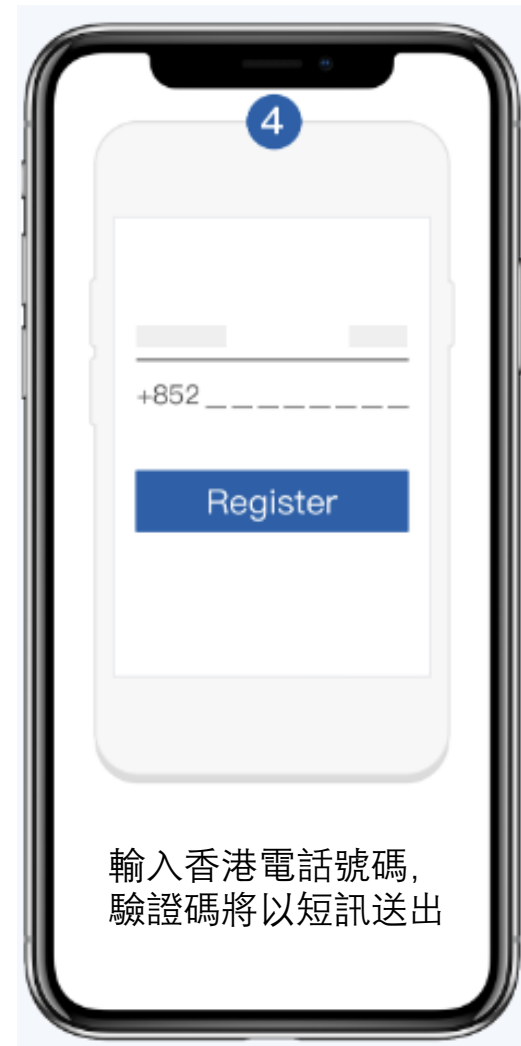 4
+852_ _ _ _ _ _ _ _
Register
輸入香港電話號碼,
驗證碼將以短訊送出